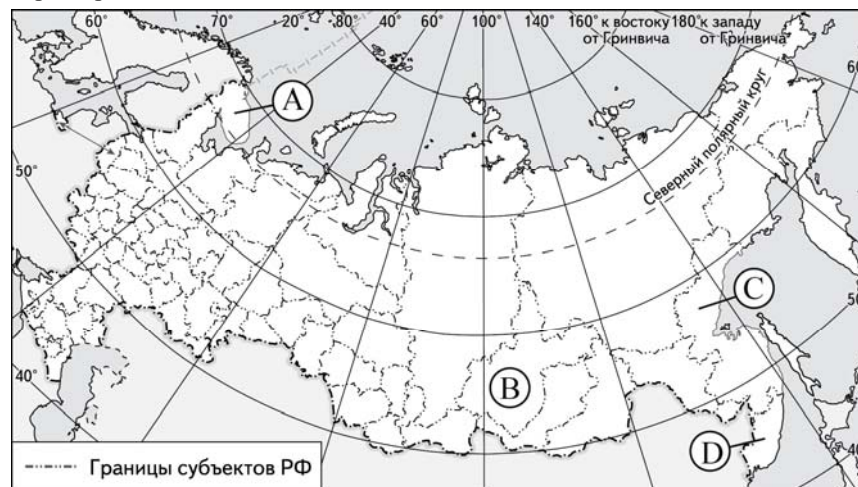 60° 70° 20° 80° 40° 60° 100° 160° к востоку 180° к западу
от Гринвича от Гринвича
60
A
Северный полярный круг
50°
C
50
40°
B
D
40
Границы субъектов РФ